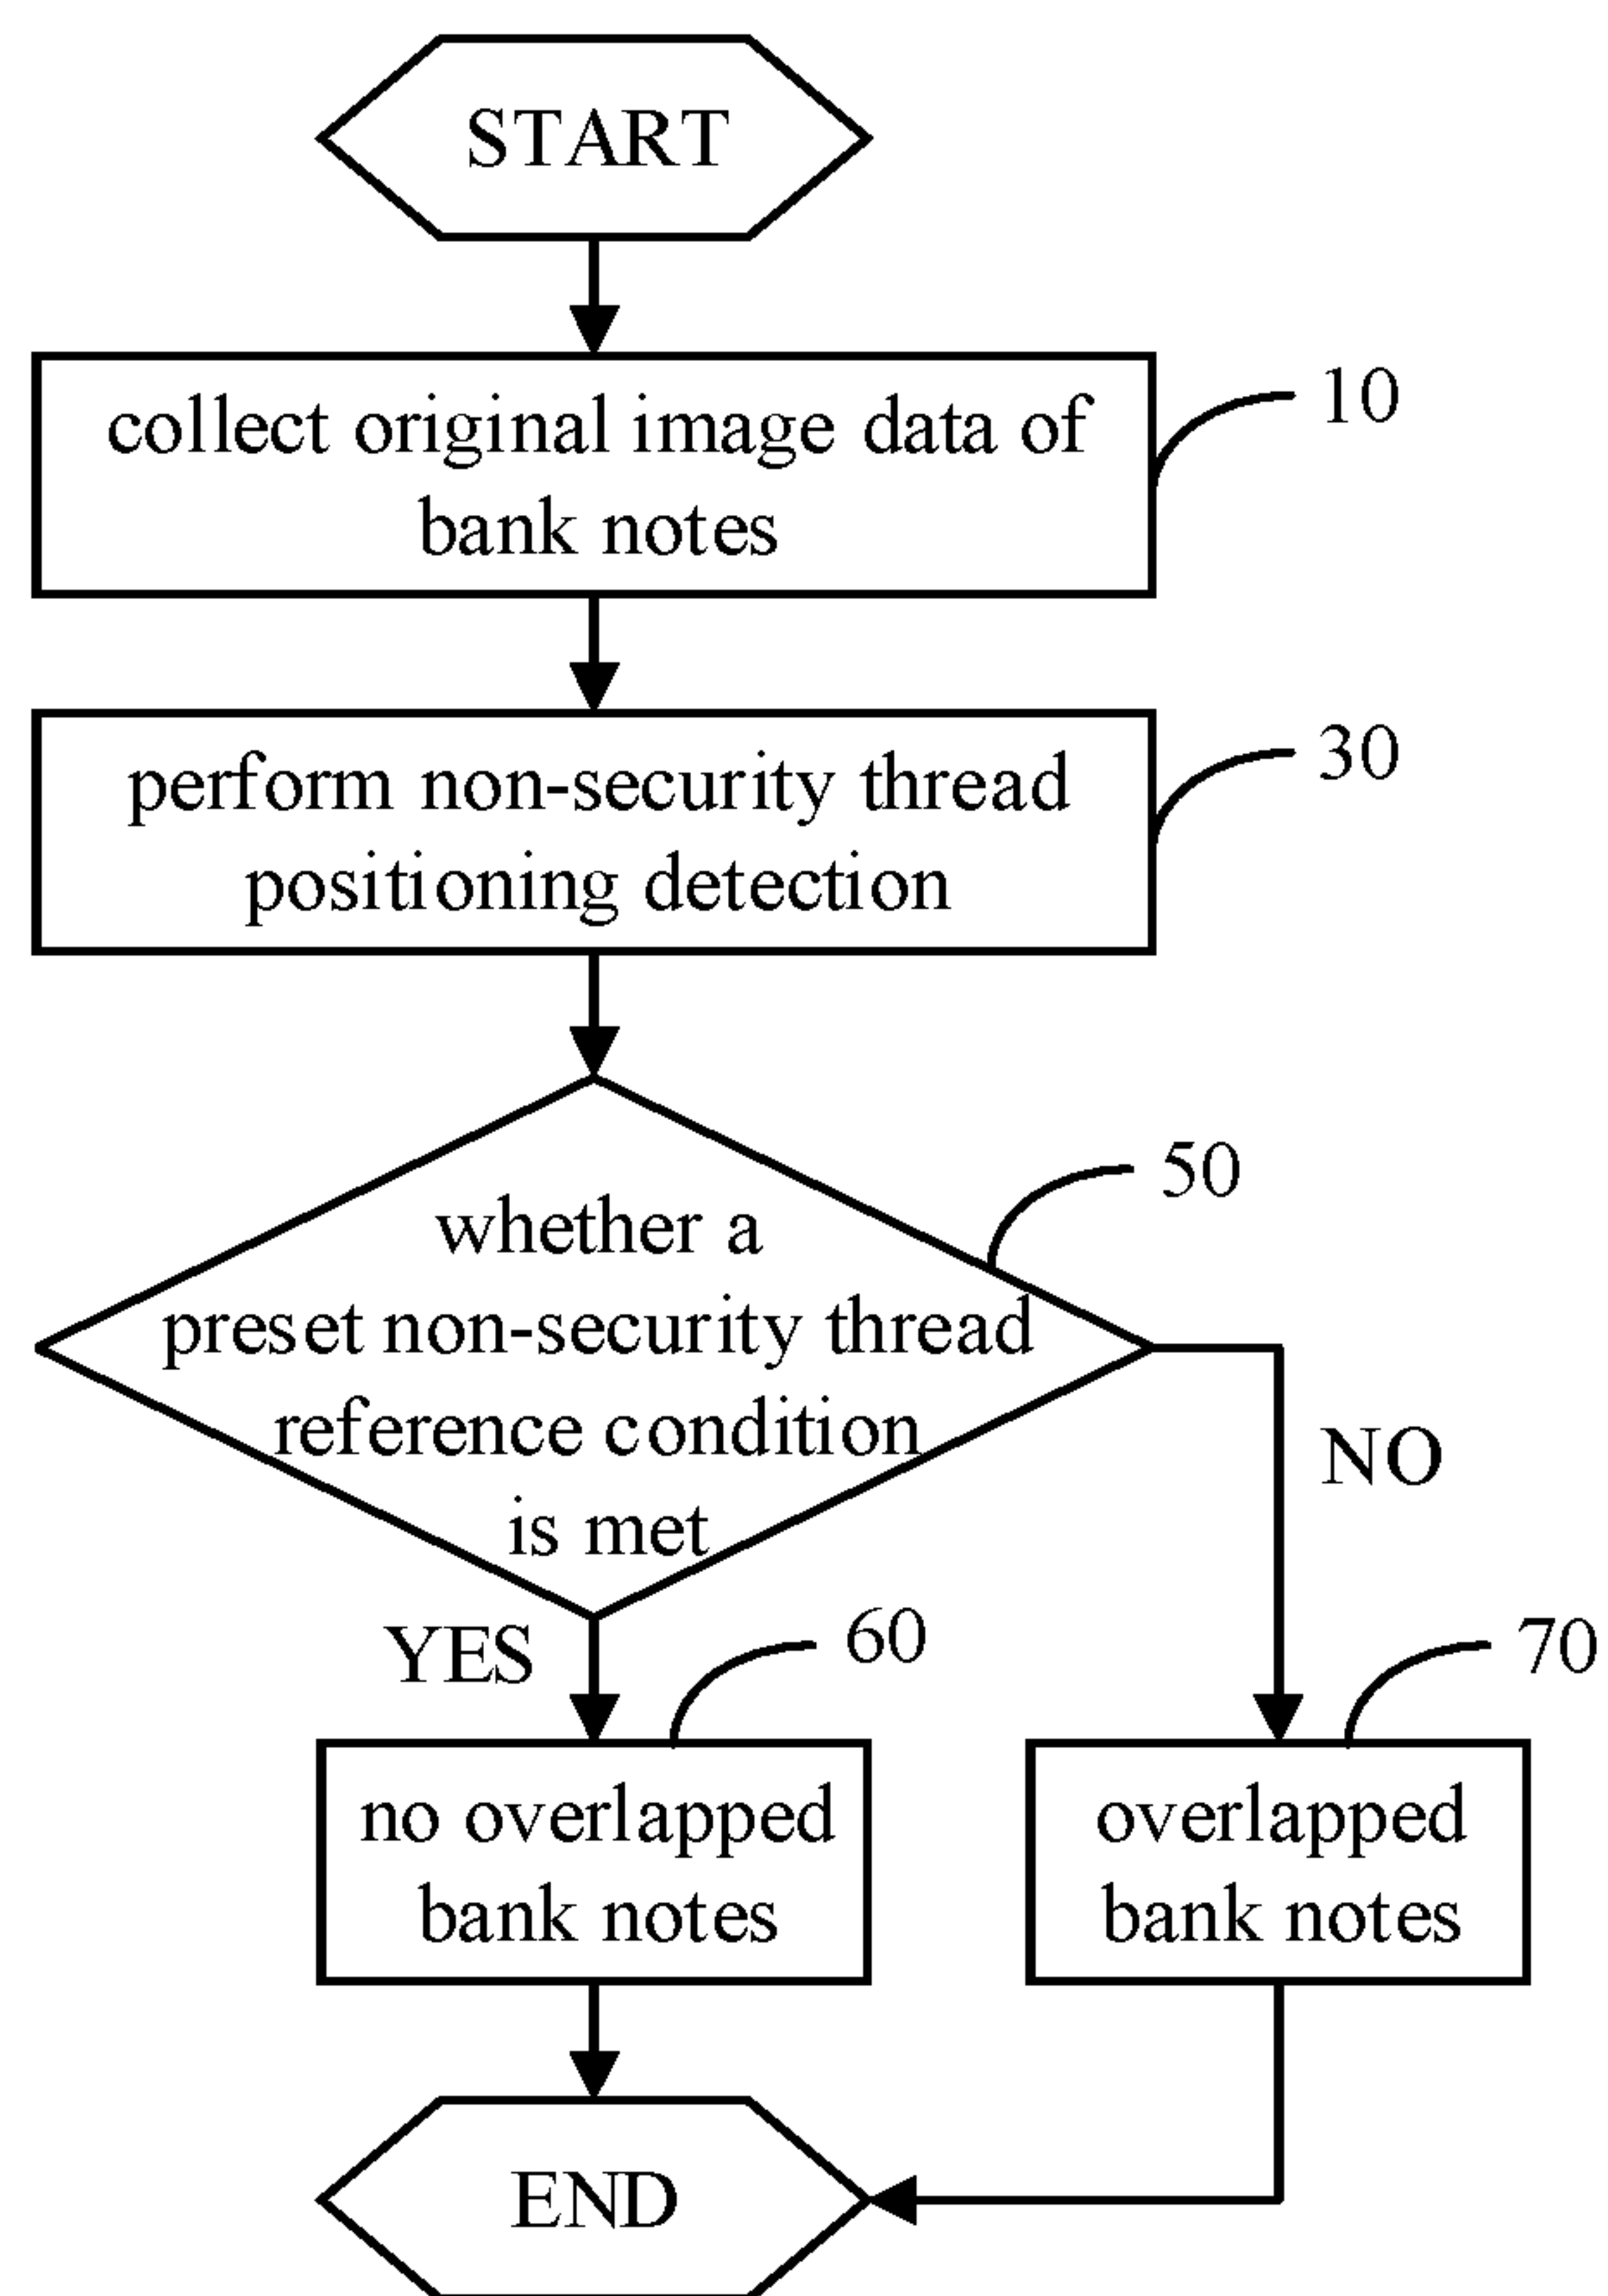 START
collect original image data of
bank notes
10
perform non-security thread
positioning detection
30
whether a
preset non-security thread
reference condition
is met
50
NO
YES
60
70
no overlapped
bank notes
overlapped
bank notes
END